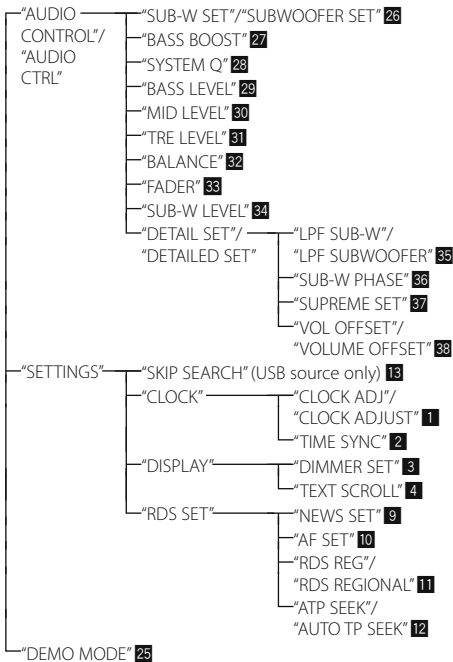 “AUDIO CONTROL”/ “AUDIO CTRL”
“SUB-W SET”/“SUBWOOFER SET” 26
“BASS BOOST” 27
“SYSTEM Q” 28
“BASS LEVEL” 29
“MID LEVEL” 30
“TRE LEVEL” 31
“BALANCE” 32
“FADER” 33
“SUB-W LEVEL” 34
“DETAIL SET”/
“DETAILED SET”
“LPF SUB-W”/
“LPF SUBWOOFER” 35
“SUB-W PHASE” 36
“SUPREME SET” 37
“VOL OFFSET”/
“VOLUME OFFSET” 38
“SETTINGS”
“SKIP SEARCH” (USB source only) 13
“CLOCK”
“CLOCK ADJ”/
“CLOCK ADJUST” 1
“TIME SYNC” 2
“DISPLAY”
“DIMMER SET” 3
“TEXT SCROLL” 4
“RDS SET”
“NEWS SET” 9
“AF SET” 10
“RDS REG”/
“RDS REGIONAL” 11
“ATP SEEK”/
“AUTO TP SEEK” 12
“DEMO MODE” 25